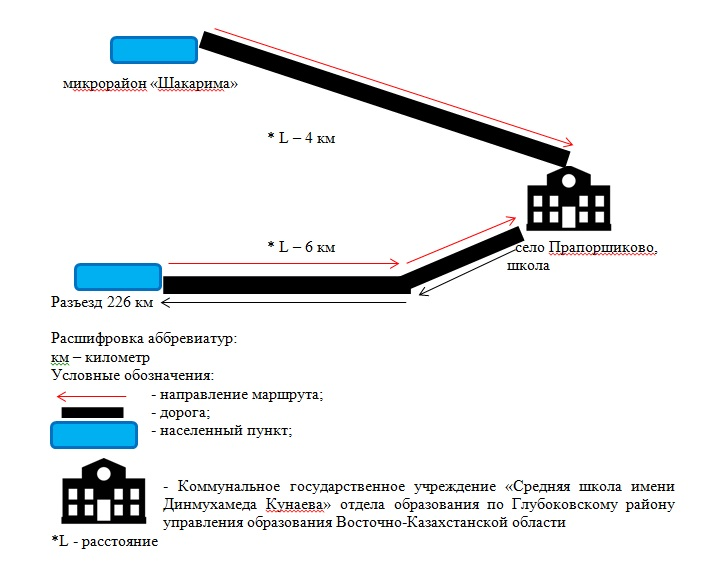 микрорайон «Шакарима»
* L – 4 км
* L – 6 км
село Прапорщиково,
школа
Разъезд 226 км
Расшифровка аббревиатур:
км – километр
Условные обозначения:
- направление маршрута;
- дорога;
- населенный пункт;
- Коммунальное государственное учреждение «Средняя школа имени
Динмухамеда Кунаева» отдела образования по Глубоковскому району
управления образования Восточно-Казахстанской области
*L - расстояние